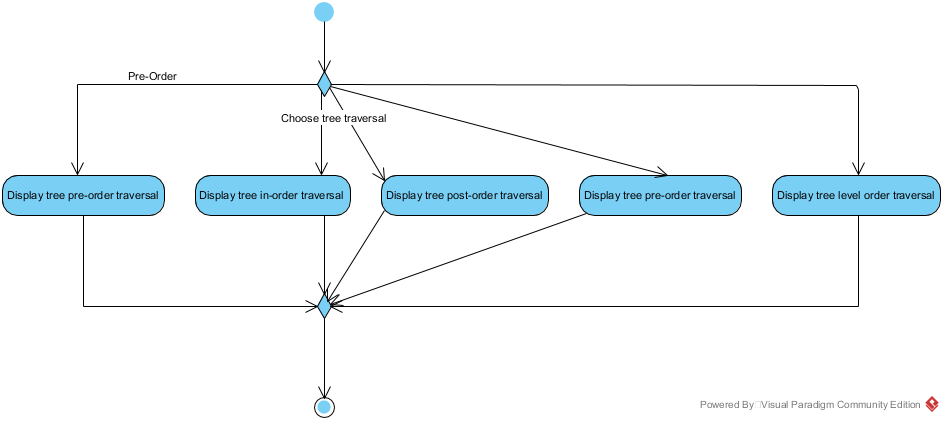 Pre-Order
Choose tree traversal
Display tree pre-order traversal
Display tree in-order traversal
Display tree post-order traversal
Display tree pre-order traversal
Display tree level order traversal
Powered By Visual Paradigm Community Edition